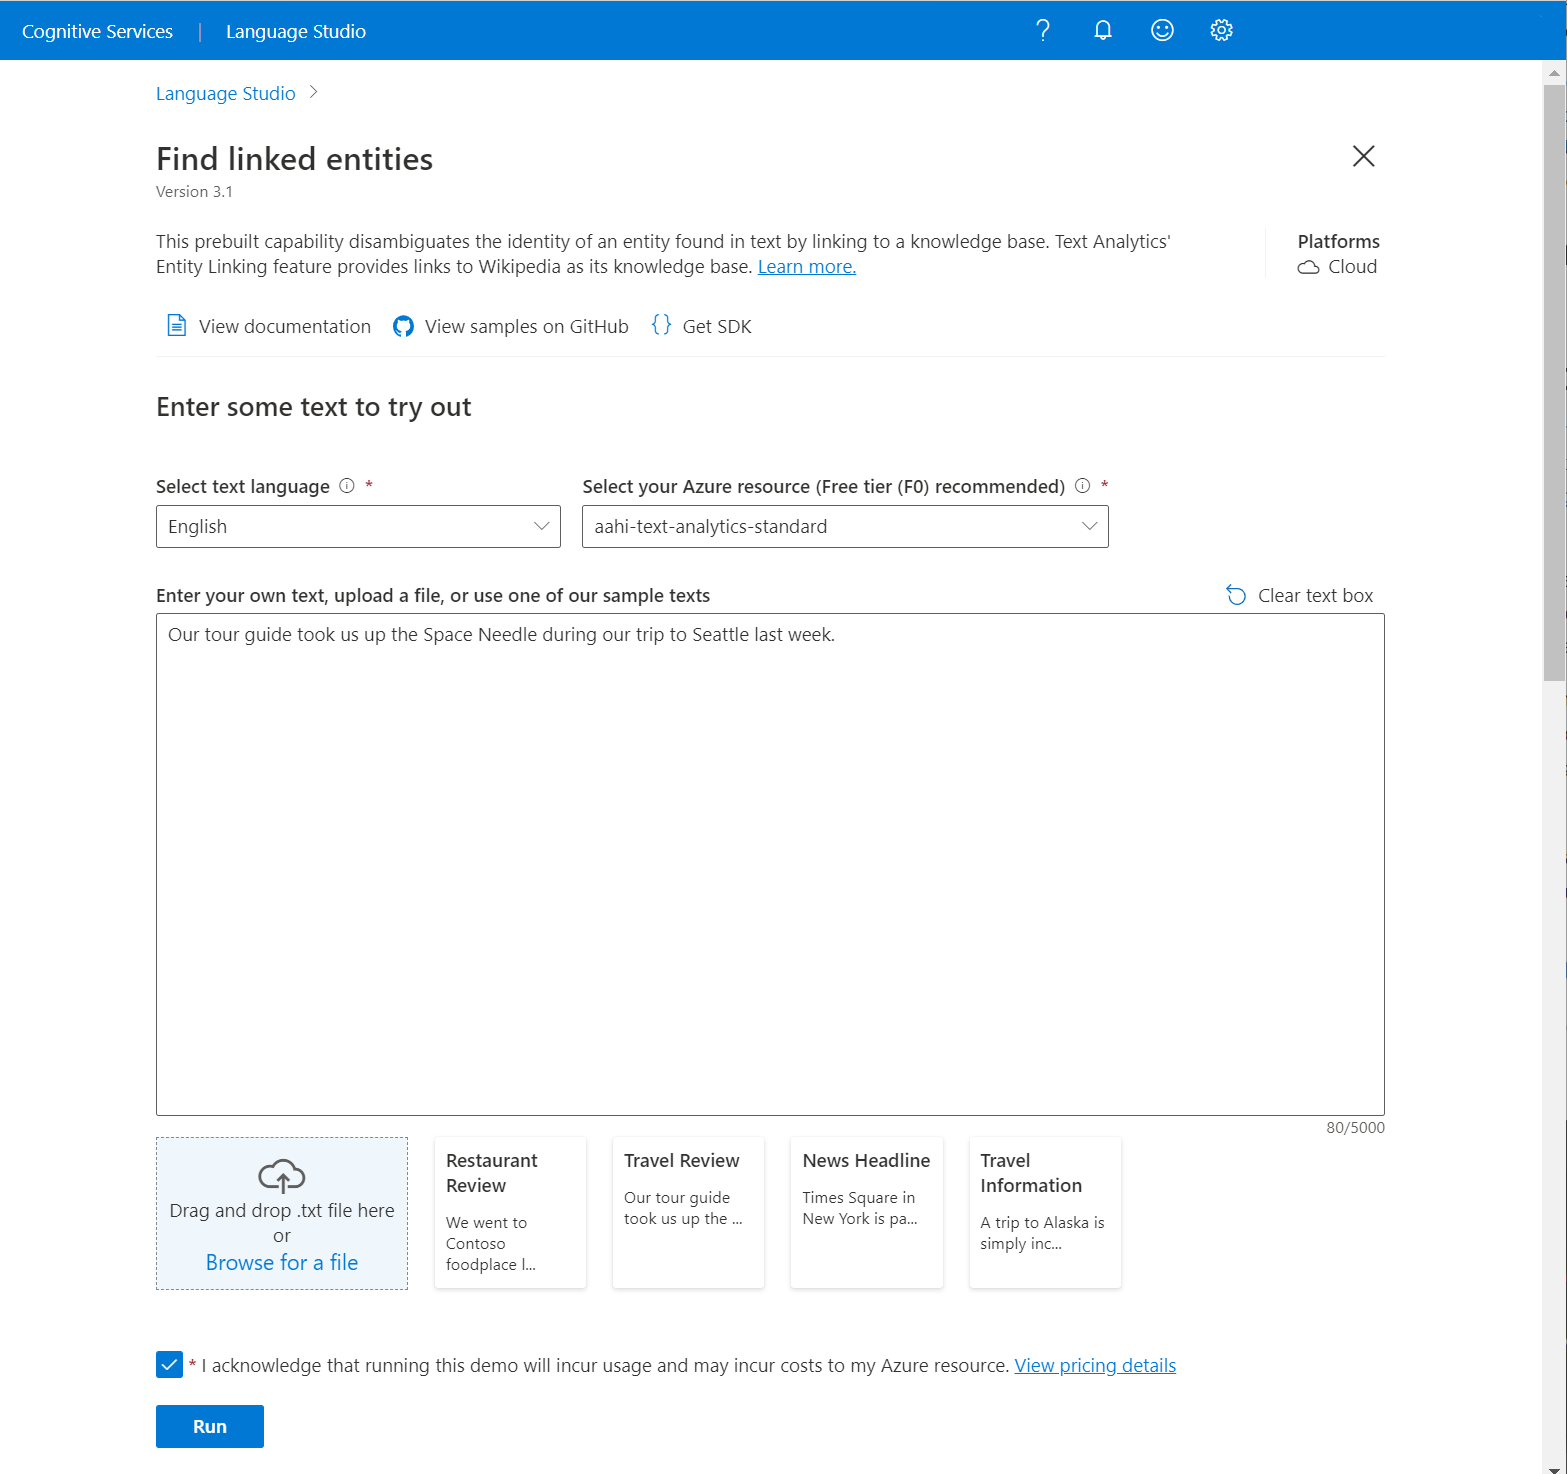 Cognitive Services | Language Studio
Language Studio
Find linked entities
Version 3.1
This prebuilt capability disambiguates the identity of an entity found in text by linking to a knowledge base. Text Analytics'
Entity Linking feature provides links to Wikipedia as its knowledge base. Learn more.
Platforms
Cloud
View documentation
View samples on GitHub
Get SDK
Enter some text to try out
Select text language *
English
Select your Azure resource (Free tier (F0) recommended) *
aahi-text-analytics-standard
Enter your own text, upload a file, or use one of our sample texts
Clear text box
Our tour guide took us up the Space Needle during our trip to Seattle last week.
80/5000
Drag and drop .txt file here
or
Browse for a file
Restaurant
Review
We went to
Contoso
foodplace l...
Travel Review
Our tour guide
took us up the ...
News Headline
Times Square in
New York is pa...
Travel
Information
A trip to Alaska is
simply inc...
* I acknowledge that running this demo will incur usage and may incur costs to my Azure resource. View pricing details
Run